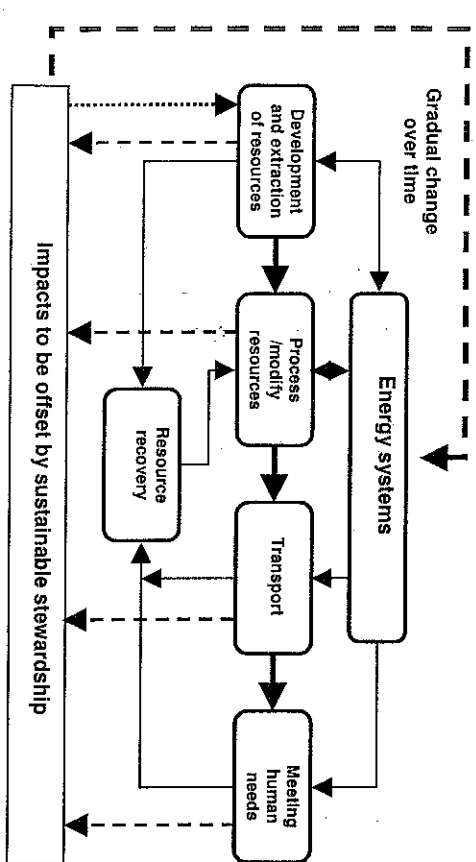 Gradual change
over time
Energy systems
Development
and extraction
of resources
Process
/modify
resources
Transport
Meeting
human
needs
Resource
recovery
Impacts to be offset by sustainable stewardship